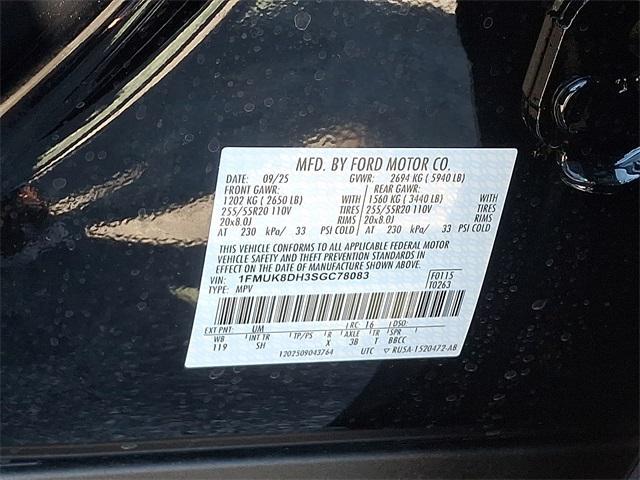 MFD. BY FORD MOTOR CO.
DATE: 09/25 GVWR: 2694 KG ( 5940 LB)
FRONT GAWR: REAR GAWR:
1202 KG ( 2650 LB) WITH 1560 KG ( 3440 LB) WITH
255/55R20 110V TIRES 255/55R20 110V TIRES
20x8.0J RIMS 20x8.0J RIMS
AT 230 kPa/ 33 PSI COLD AT 230 kPa/ 33 PSI COLD
THIS VEHICLE CONFORMS TO ALL APPLICABLE FEDERAL MOTOR
VEHICLE SAFETY AND THEFT PREVENTION STANDARDS IN
EFFECT ON THE DATE OF MANUFACTURE SHOWN ABOVE.
VIN: 1FMUK8DH3SGC78083 F0115
TYPE: MPV T0263
EXT PNT: UM RC: 16 DSO:
WB INT TR TP/PS R AXLE TR SPR
119 SH X 3B T BBCC
1202509043764 UTC ▽ RU5A-1520472-AB